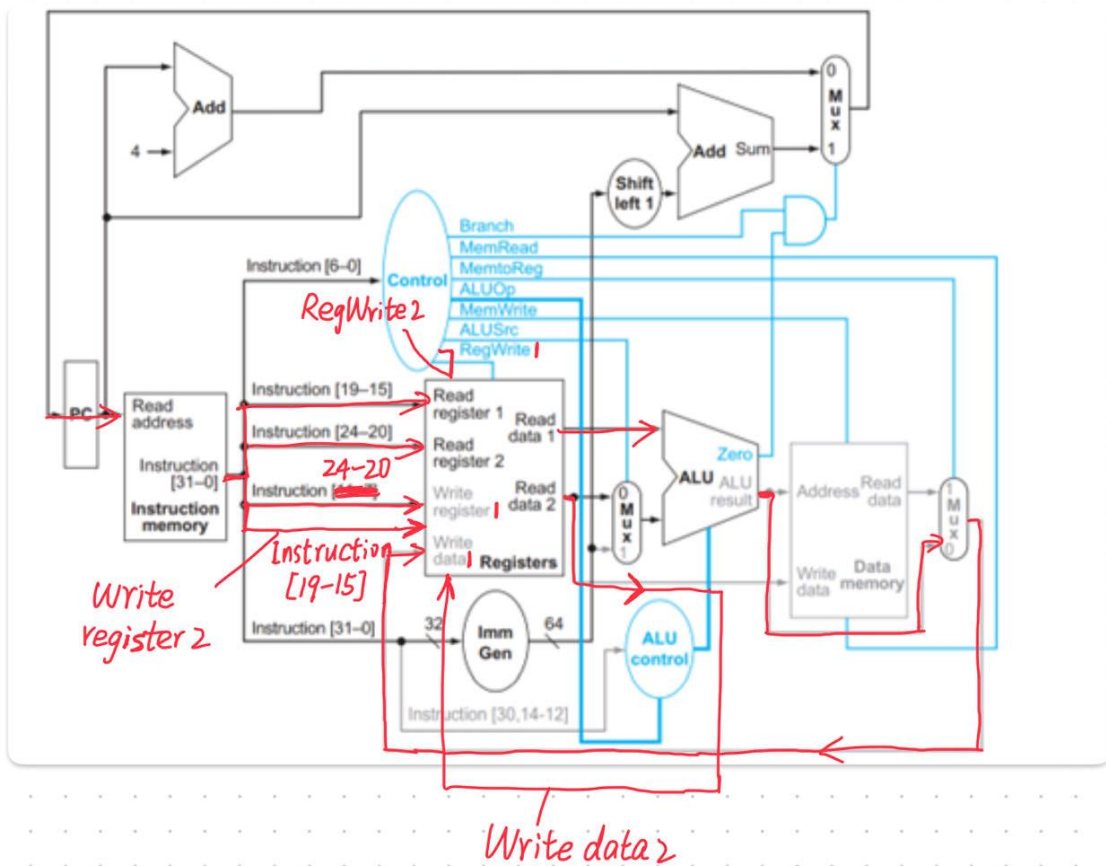 Add
4
Add Sum
0
M
u
x
1
Shift
left 1
Branch
MemRead
MemtoReg
ALUOp
MemWrite
ALUSrc
RegWrite 1
Control
Instruction [6–0]
RegWrite2
PC
Read
address
Instruction
[31–0]
Instruction
memory
Instruction [19–15]
Instruction [24–20]
24-20
Instruction
Instruction
[19-15]
Write
register 2
Read
register 1
Read
register 2
Write
register 1
Write
data 1
Read
data 1
Read
data 2
Registers
0
M
u
x
1
ALU
Zero
ALU
result
Address
Read
data
Write
data
Data
memory
1
M
u
x
0
Instruction [31–0]
32
Imm
Gen
64
ALU
control
Instruction [30,14-12]
Write data 2